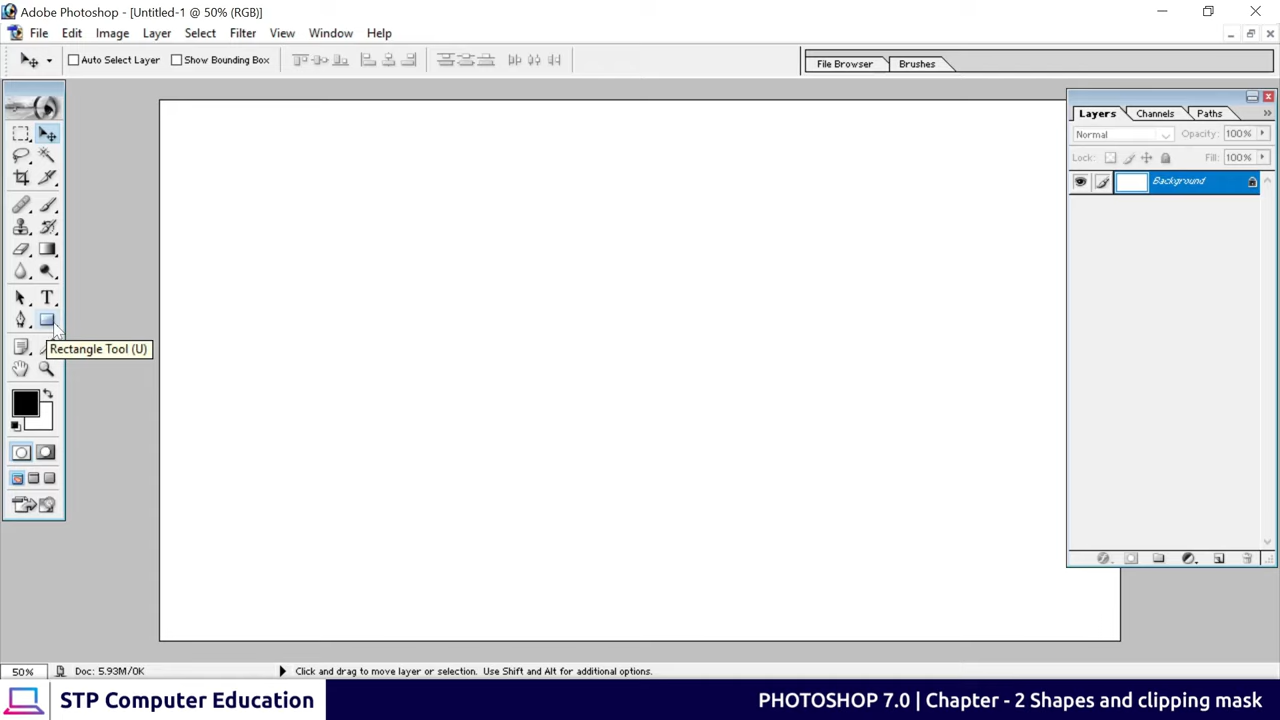 Adobe Photoshop - [Untitled-1 @ 50% (RGB)]
File Edit Image Layer Select Filter View Window Help
Auto Select Layer Show Bounding Box
File Browser Brushes
Layers Channels Paths
Normal Opacity: 100%
Lock: Fill: 100%
Background
T
Rectangle Tool (U)
50% Doc: 5.93M/0K Click and drag to move layer or selection. Use Shift and Alt for additional options.
STP Computer Education
PHOTOSHOP 7.0 | Chapter - 2 Shapes and clipping mask